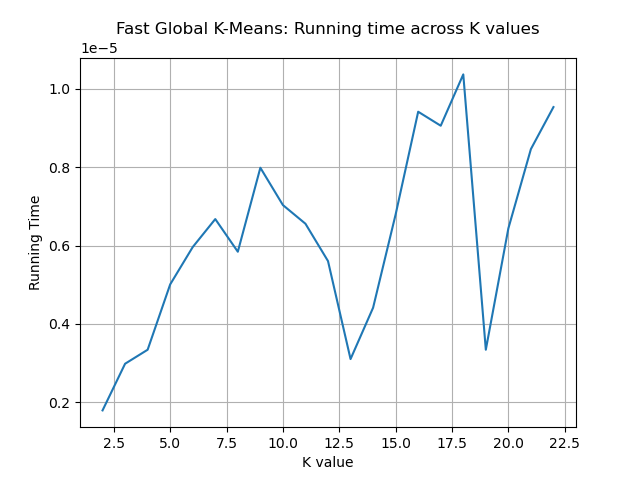 Fast Global K-Means: Running time across K values
1e−5
1.0
0.8
0.6
0.4
0.2
Running Time
2.5 5.0 7.5 10.0 12.5 15.0 17.5 20.0 22.5
K value